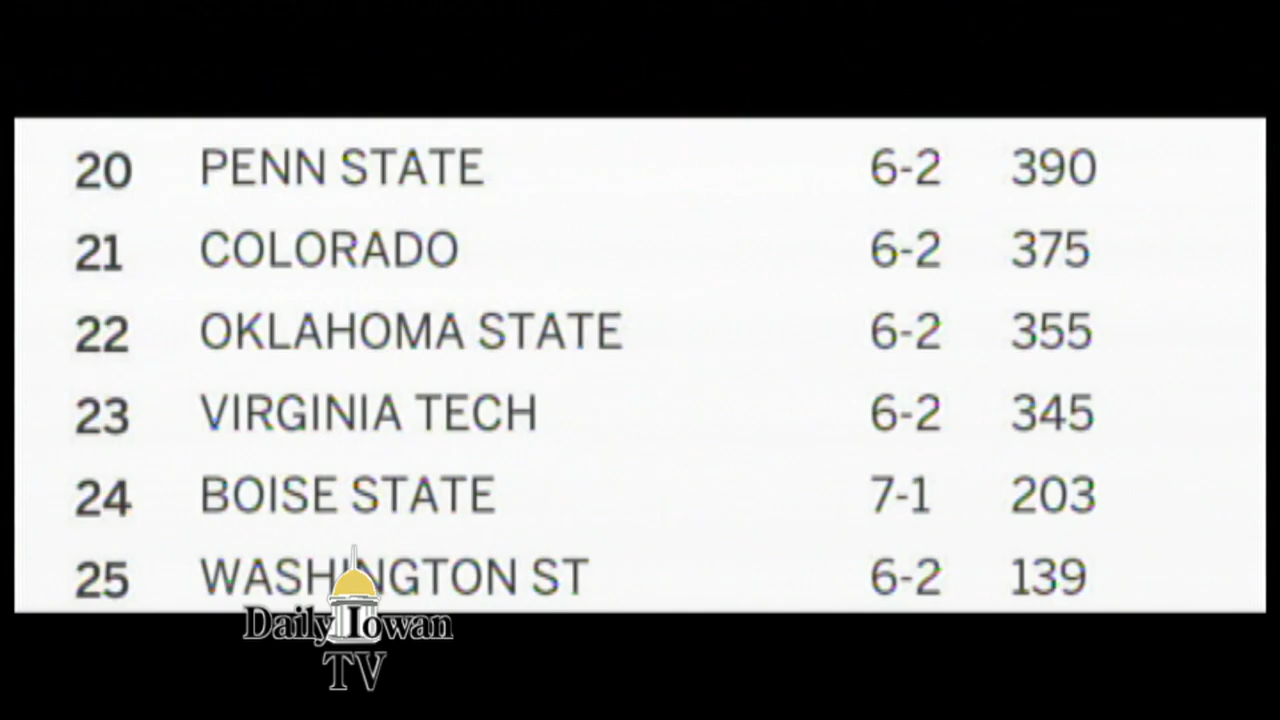 20 PENN STATE 6-2 390
21 COLORADO 6-2 375
22 OKLAHOMA STATE 6-2 355
23 VIRGINIA TECH 6-2 345
24 BOISE STATE 7-1 203
25 WASHINGTON ST 6-2 139
Daily Iowan
TV